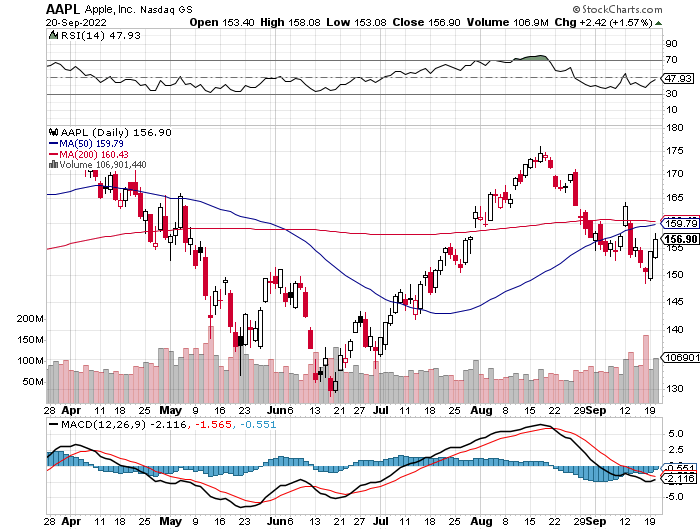 AAPL Apple, Inc. Nasdaq GS © StockCharts.com
20-Sep-2022 Open 153.40 High 158.08 Low 153.08 Close 156.90 Volume 106.9M Chg +2.42 (+1.57%)
RSI(14) 47.93
90
70
47.93
30
10
AAPL (Daily) 156.90
MA(50) 159.79
MA(200) 160.43
Volume 106,901,440
180
175
170
165
159.79
156.90
155
150
145
140
135
130
200M
150M
100M
50M
106901
28 Apr 11 18 25 May 9 16 23 Jun 6 13 21 27 Jul 11 18 25 Aug 8 15 22 29 Sep 12 19
MACD(12,26,9) -2.116, -1.565, -0.551
5.0
2.5
0.0
-2.116
-5.0
28 Apr 11 18 25 May 9 16 23 Jun 6 13 21 27 Jul 11 18 25 Aug 8 15 22 29 Sep 12 19